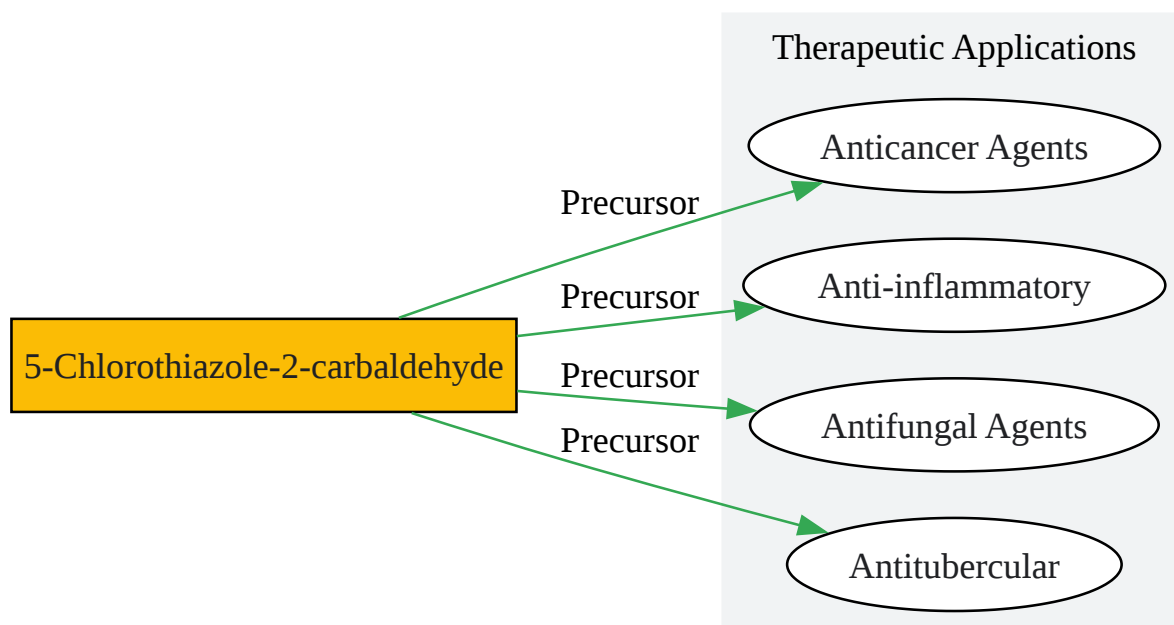 Therapeutic Applications
Anticancer Agents
Precursor
Anti-inflammatory
Precursor
5-Chlorothiazole-2-carbaldehyde
Precursor
Antifungal Agents
Precursor
Antitubercular